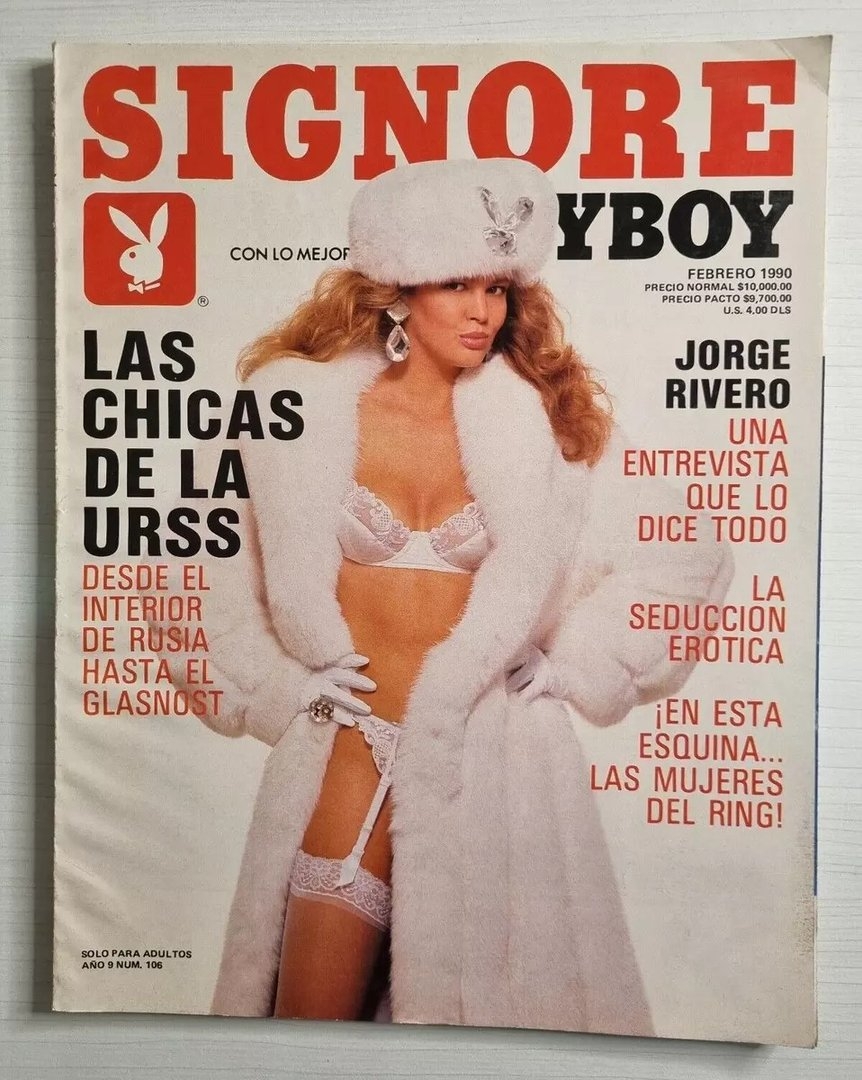 SIGNORE
CON LO MEJOR
YBOY
FEBRERO 1990
PRECIO NORMAL $10,000.00
PRECIO PACTO $9,700.00
U.S. 4,00 DLS
®
LAS
CHICAS
DE LA
URSS
DESDE EL
INTERIOR
DE RUSIA
HASTA EL
GLASNOST
JORGE
RIVERO
UNA
ENTREVISTA
QUE LO
DICE TODO
LA
SEDUCCION
EROTICA
¡EN ESTA
ESQUINA...
LAS MUJERES
DEL RING!
SOLO PARA ADULTOS
AÑO 9 NUM. 106